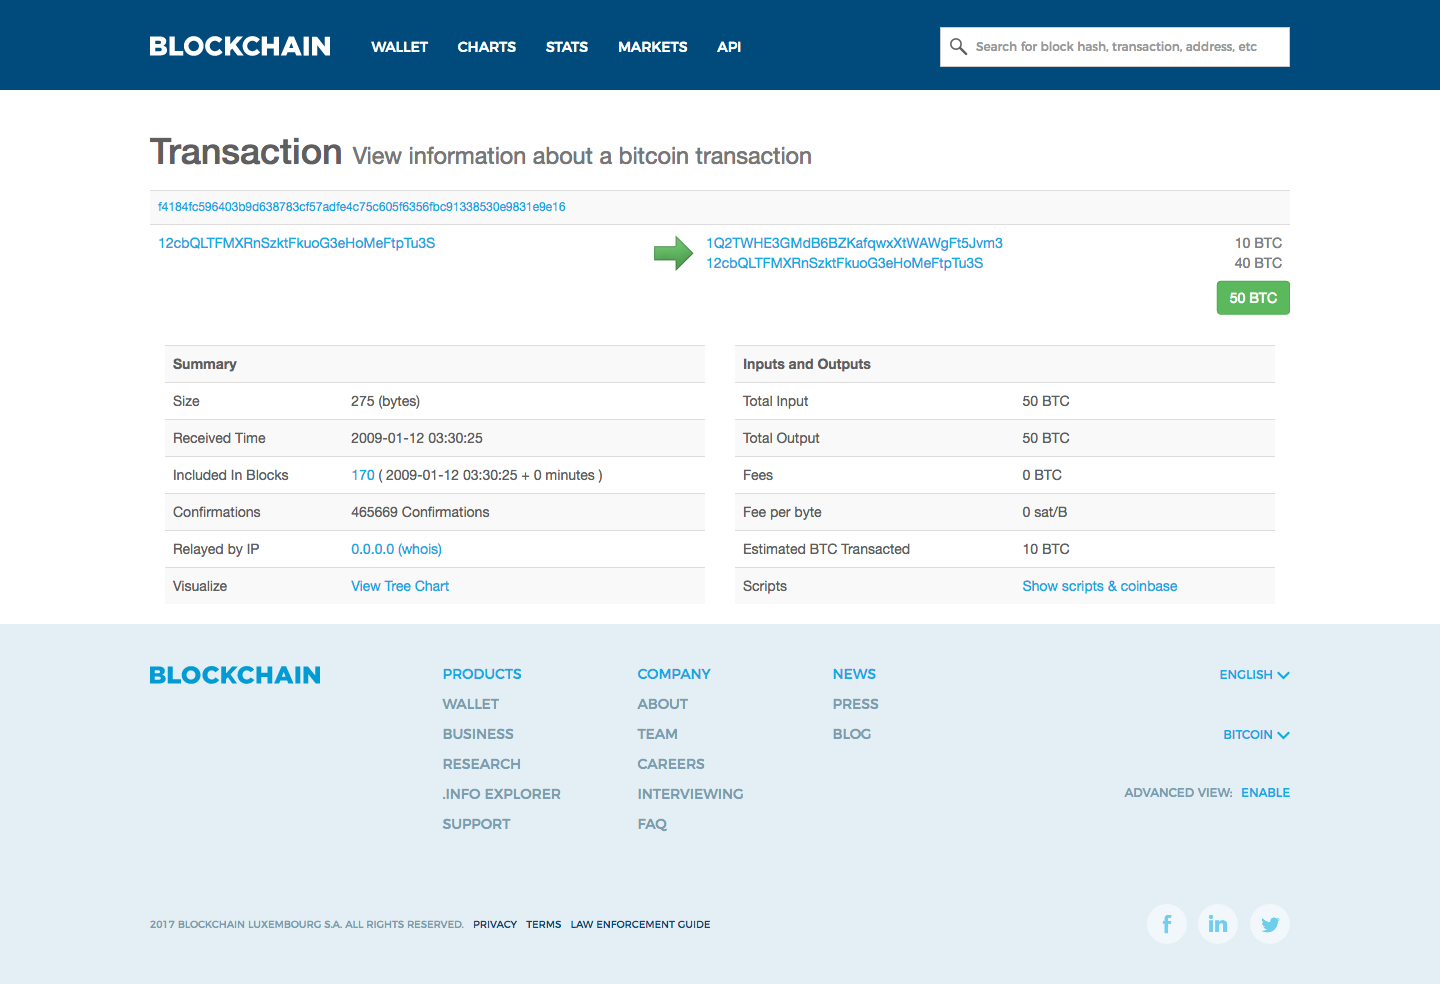 BLOCKCHAIN WALLET CHARTS STATS MARKETS API Search for block hash, transaction, address, etc
Transaction View information about a bitcoin transaction
f4184fc596403b9d638783cf57adfe4c75c605f6356fbc91338530e9831e9e16
12cbQLTFMXRnSzktFkuoG3eHoMeFtpTu3S 1Q2TWHE3GMdB6BZKafqwxXtWAWgFt5Jvm3 10 BTC
12cbQLTFMXRnSzktFkuoG3eHoMeFtpTu3S 40 BTC
50 BTC
Summary
Size 275 (bytes)
Received Time 2009-01-12 03:30:25
Included In Blocks 170 ( 2009-01-12 03:30:25 + 0 minutes )
Confirmations 465669 Confirmations
Relayed by IP 0.0.0.0 (whois)
Visualize View Tree Chart
Inputs and Outputs
Total Input 50 BTC
Total Output 50 BTC
Fees 0 BTC
Fee per byte 0 sat/B
Estimated BTC Transacted 10 BTC
Scripts Show scripts & coinbase
BLOCKCHAIN
PRODUCTS
WALLET
BUSINESS
RESEARCH
.INFO EXPLORER
SUPPORT
COMPANY
ABOUT
TEAM
CAREERS
INTERVIEWING
FAQ
NEWS
PRESS
BLOG
ENGLISH
BITCOIN
ADVANCED VIEW: ENABLE
2017 BLOCKCHAIN LUXEMBOURG S.A. ALL RIGHTS RESERVED. PRIVACY TERMS LAW ENFORCEMENT GUIDE